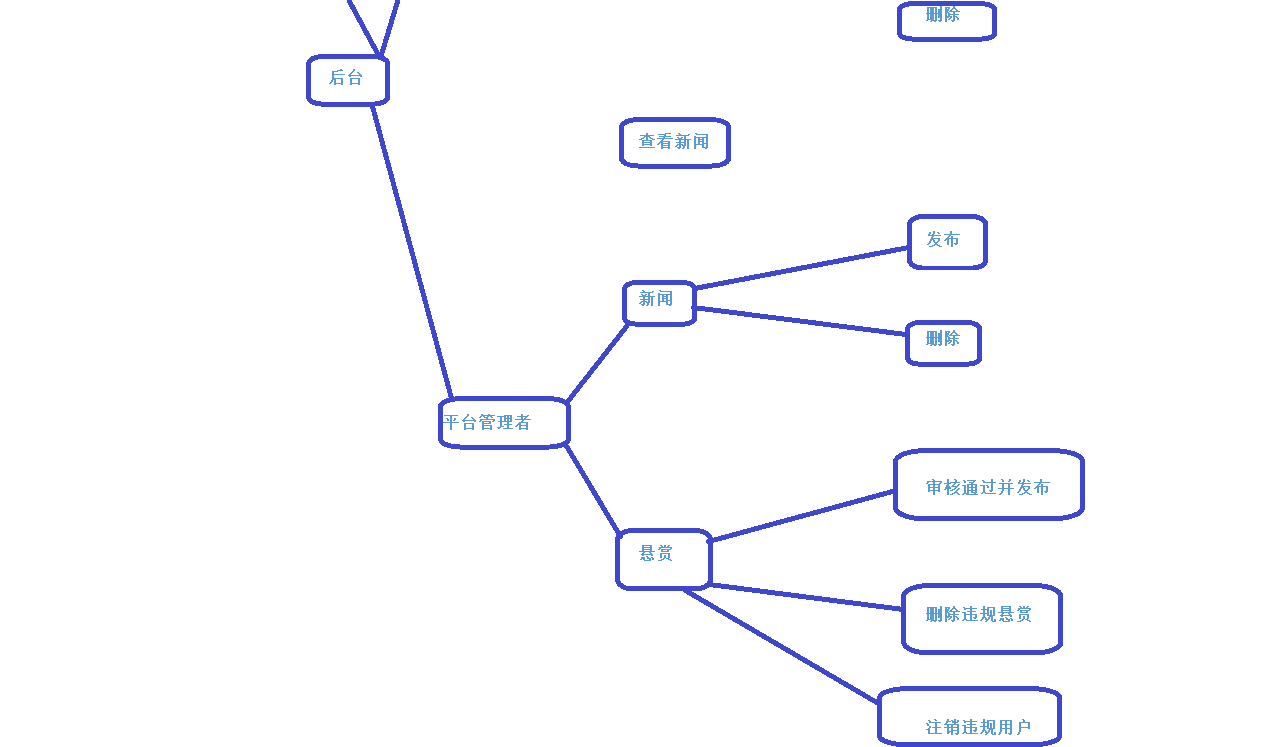 删除
后台
查看新闻
发布
新闻
删除
平台管理者
审核通过并发布
悬赏
删除违规悬赏
注销违规用户